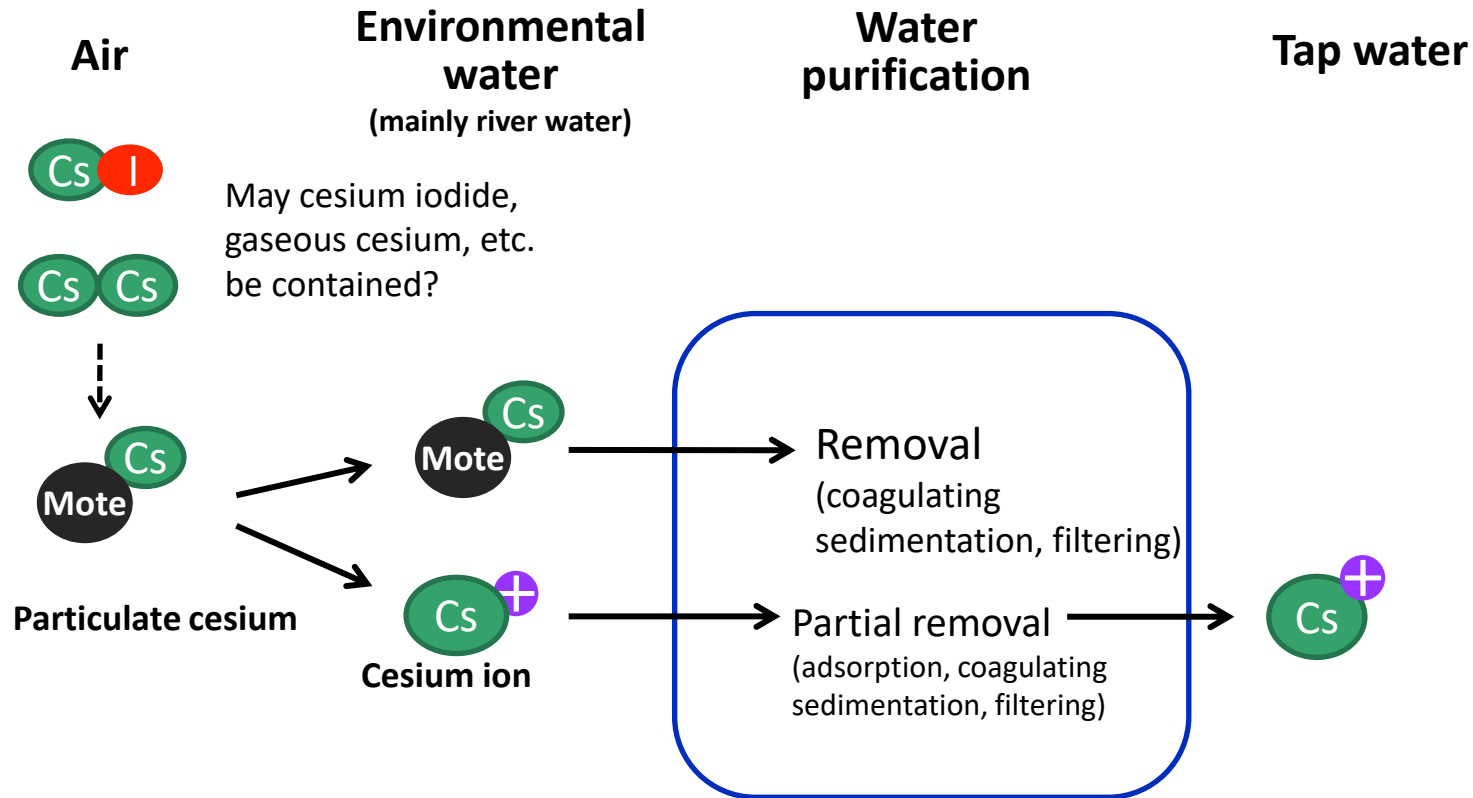 Air
Environmental
water
(mainly river water)
Water
purification
Tap water
Cs I
May cesium iodide,
gaseous cesium, etc.
be contained?
Cs Cs
Cs
Mote
Particulate cesium
Cs
Mote
Cs +
Cesium ion
Removal
(coagulating
sedimentation, filtering)
Partial removal
(adsorption, coagulating
sedimentation, filtering)
Cs +